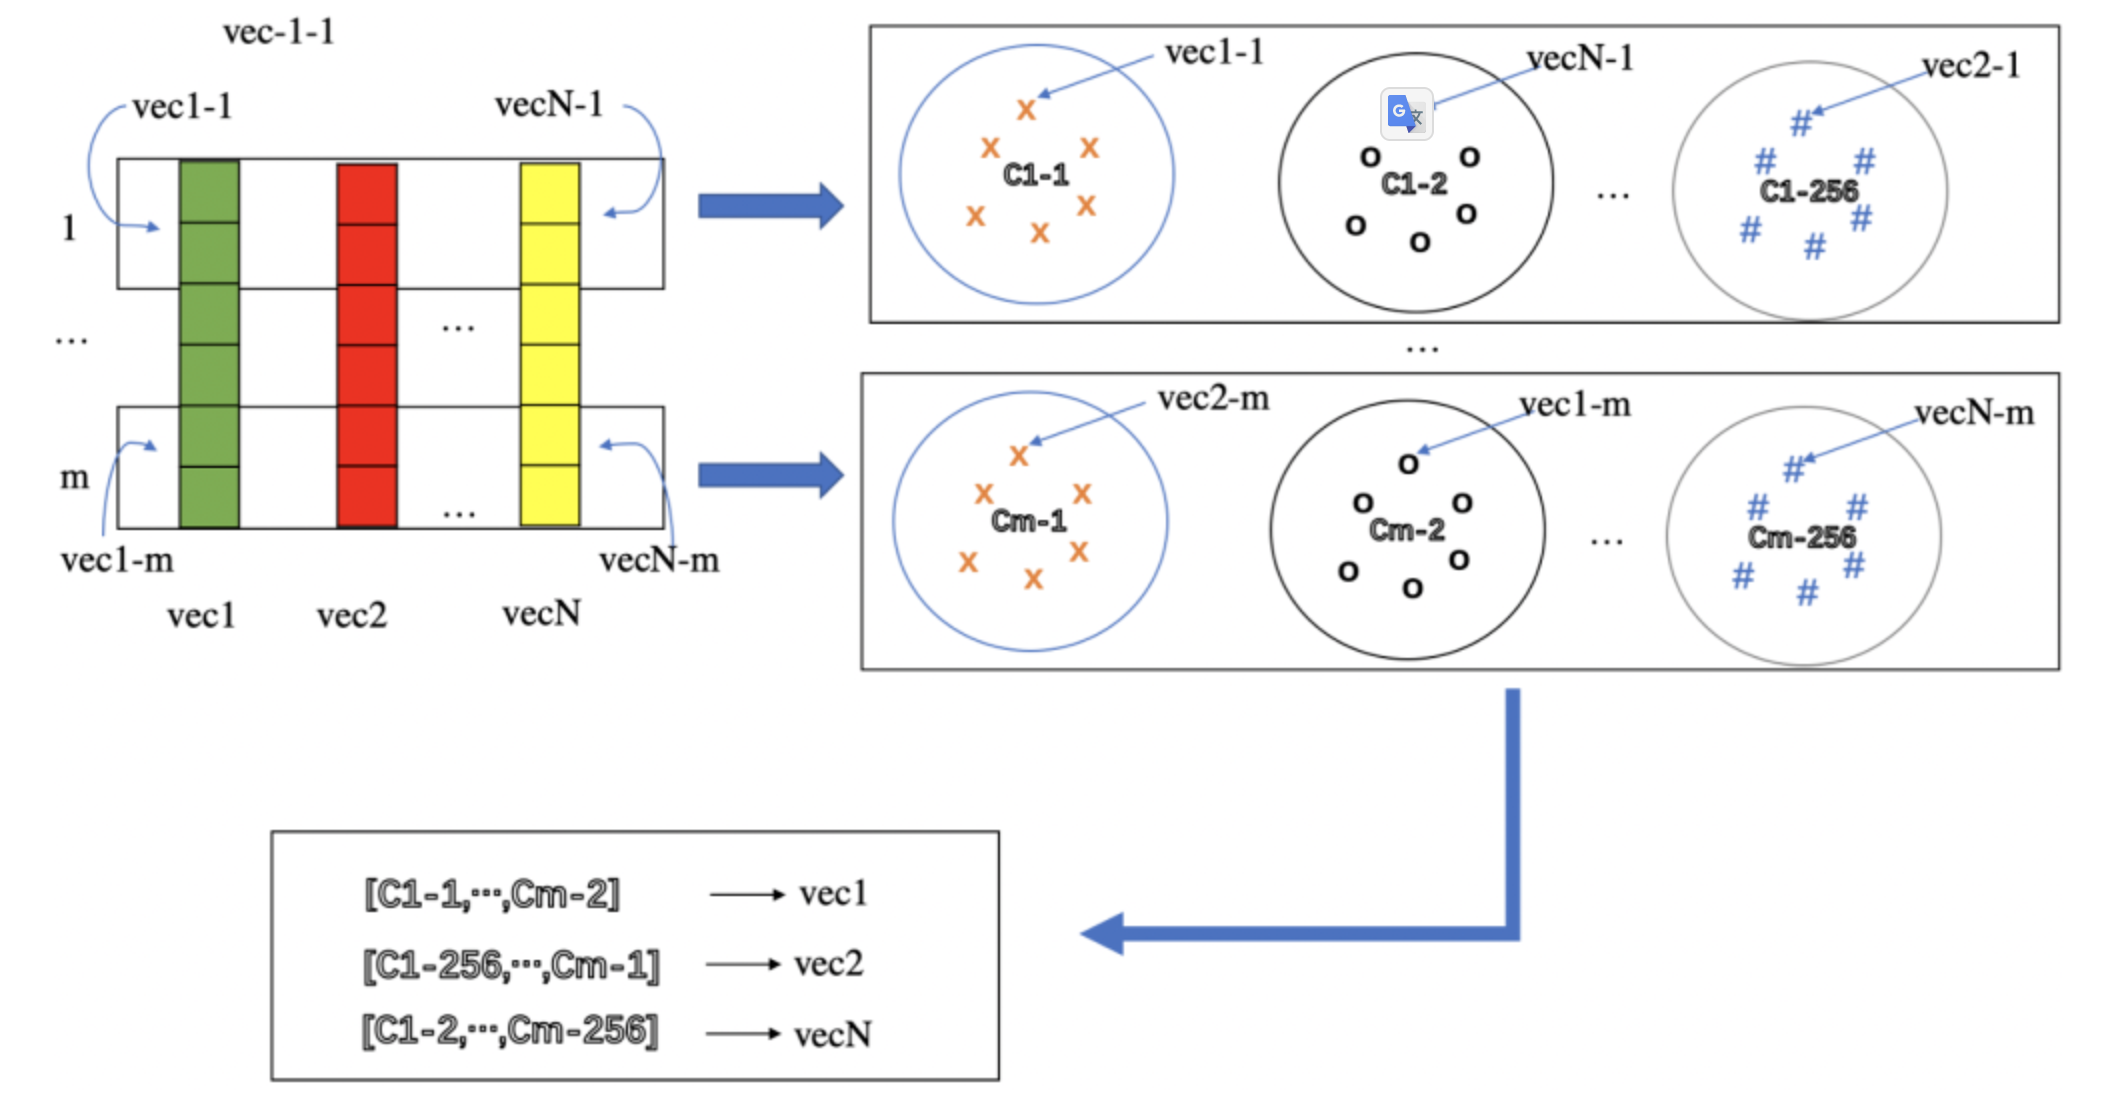 vec-1-1
vec1-1
vecN-1
1
...
...
m
...
vec1-m
vecN-m
vec1
vec2
vecN
vec1-1
vecN-1
vec2-1
x
x
x
C1-1
x
x
x
G 文
o
o
C1-2
o
o
o
...
#
#
#
C1-256
#
#
#
...
vec2-m
vec1-m
vecN-m
x
x
x
Cm-1
x
x
x
o
o
o
Cm-2
o
o
o
...
#
#
#
Cm-256
#
#
#
[C1-1,···,Cm-2] vec1
[C1-256,···,Cm-1] vec2
[C1-2,···,Cm-256] vecN